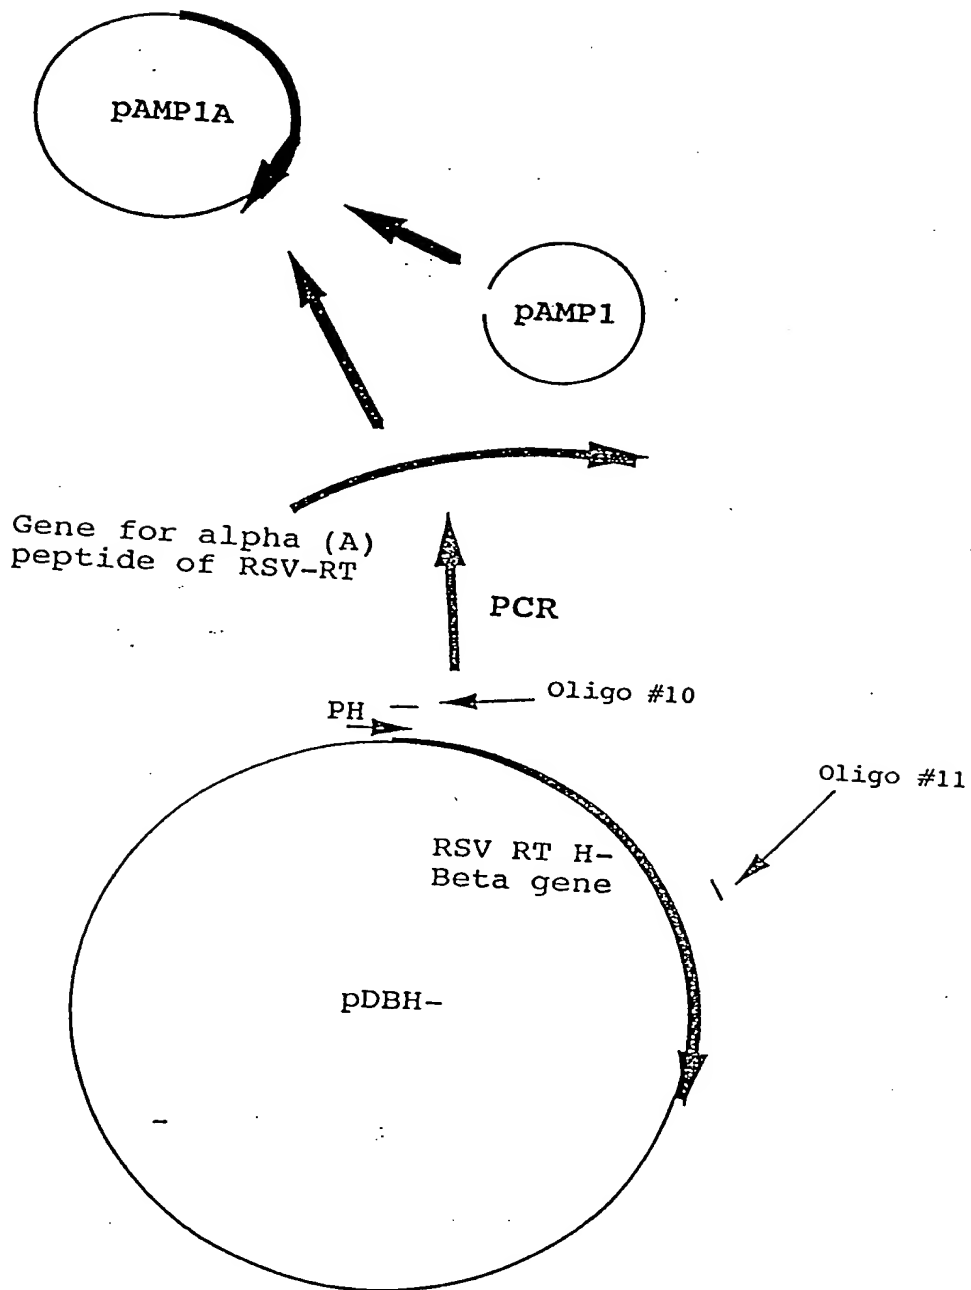 pAMP1A
pAMP1
Gene for alpha (A)
peptide of RSV-RT
PCR
Oligo #10
PH
Oligo #11
RSV RT H-
Beta gene
pDBH-